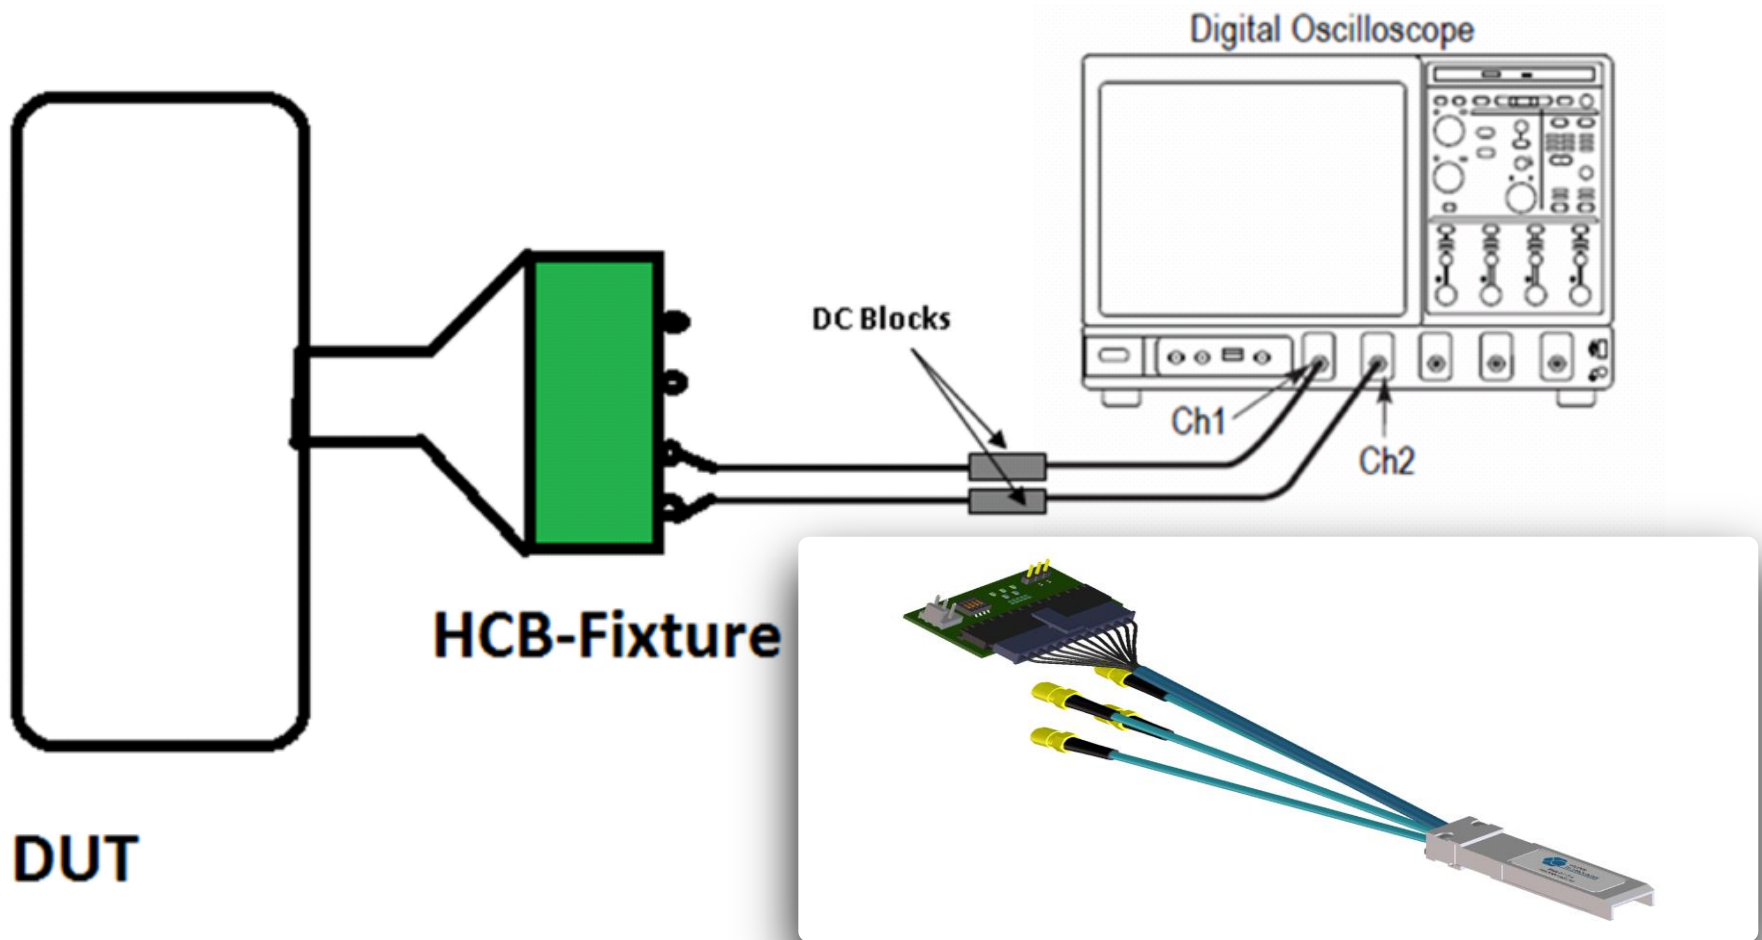 Digital Oscilloscope
DC Blocks
Ch1
Ch2
HCB-Fixture
DUT